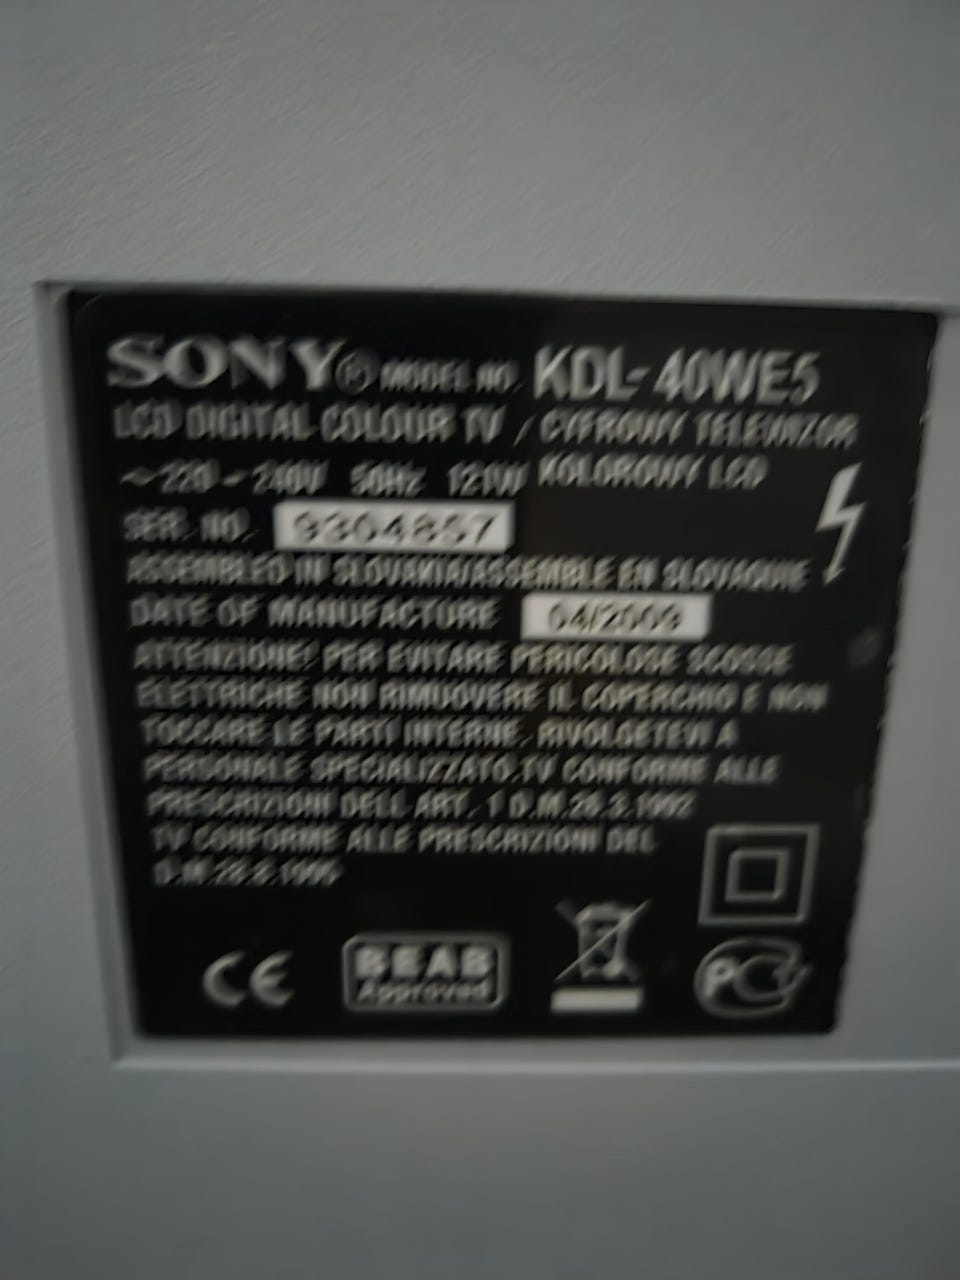 SONY® MODEL NO. KDL-40WE5
LCD DIGITAL COLOUR TV / CYFROWY TELEWIZOR
~220-240V 50Hz 121W KOLOROWY LCD
SER. NO. 9304857
ASSEMBLED IN SLOVAKIA/ASSEMBLE EN SLOVAQUIE
DATE OF MANUFACTURE 04/2009
ATTENZIONE! PER EVITARE PERICOLOSE SCOSSE
ELETTRICHE NON RIMUOVERE IL COPERCHIO E NON
TOCCARE LE PARTI INTERNE. RIVOLGETEVI A
PERSONALE SPECIALIZZATO.TV CONFORME ALLE
PRESCRIZIONI DELL ART. 1 D.M.
TV CONFORME ALLE PRESCRIZIONI DEL
CE BEAB PC
Approved